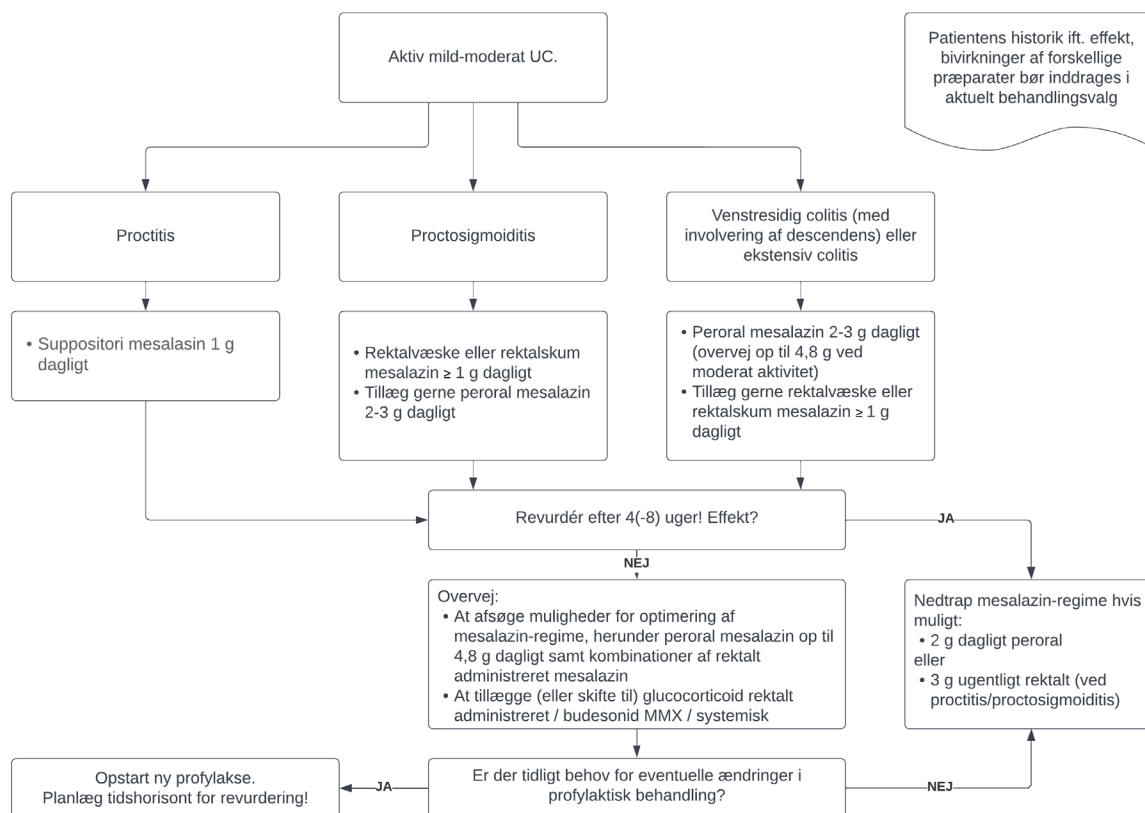 Aktiv mild-moderat UC.
Patientens historik ift. effekt,
bivirkninger af forskellige
præparater bør inddrages i
aktuelt behandlingsvalg
Proctitis
Proctosigmoiditis
Venstresidig colitis (med
involvering af descendens) eller
ekstensiv colitis
• Suppositori mesalasin 1 g
dagligt
• Rektalvæske eller rektalskum
mesalazin ≥ 1 g dagligt
• Tillæg gerne peroral mesalazin
2-3 g dagligt
• Peroral mesalazin 2-3 g dagligt
(overvej op til 4,8 g ved
moderat aktivitet)
• Tillæg gerne rektalvæske eller
rektalskum mesalazin ≥ 1 g
dagligt
Revurdér efter 4(-8) uger! Effekt?
JA
NEJ
Overvej:
• At afsøge muligheder for optimering af
mesalazin-regime, herunder peroral mesalazin op til
4,8 g dagligt samt kombinationer af rektalt
administreret mesalazin
• At tillægge (eller skifte til) glucocorticoid rektalt
administreret / budesonid MMX / systemisk
Nedtrap mesalazin-regime hvis
muligt:
• 2 g dagligt peroral
eller
• 3 g ugentligt rektalt (ved
proctitis/proctosigmoiditis)
Opstart ny profylakse.
Planlæg tidshorisont for revurdering!
JA
Er der tidligt behov for eventuelle ændringer i
profylaktisk behandling?
NEJ